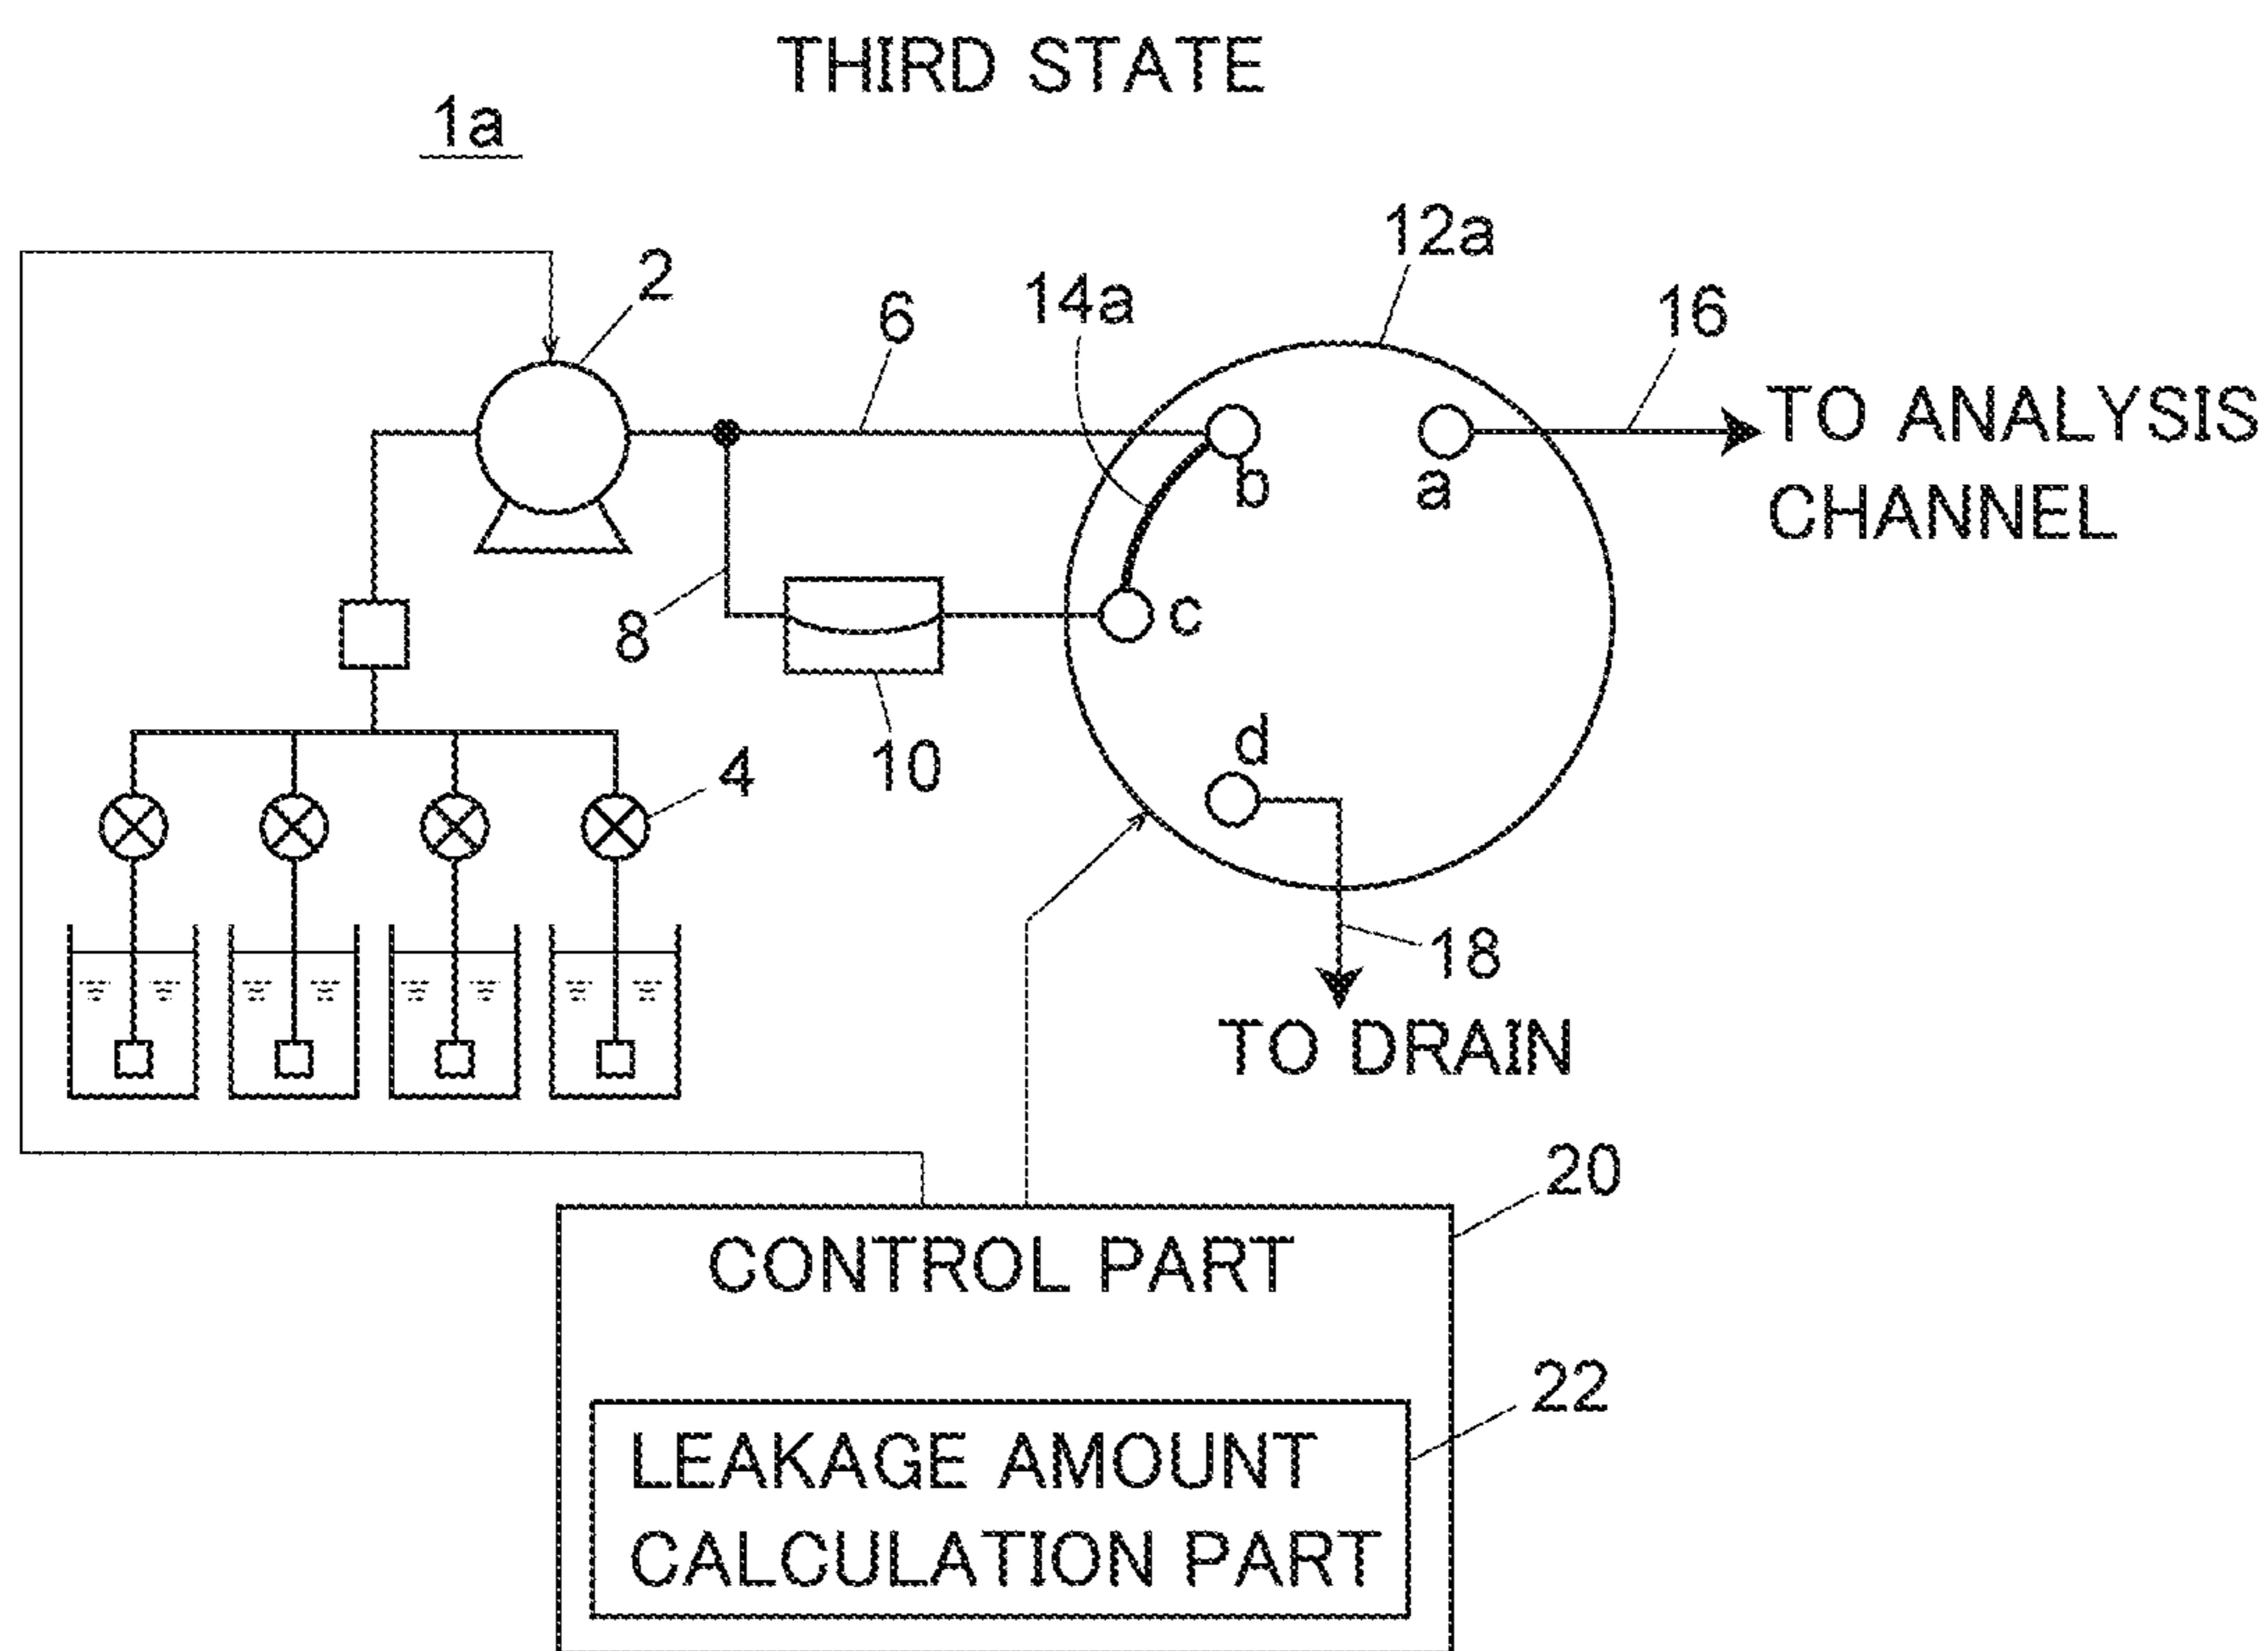 THIRD STATE
1a
12a
2
14a
6
16
TO ANALYSIS
CHANNEL
b
a
8
c
10
d
4
18
TO DRAIN
20
CONTROL PART
22
LEAKAGE AMOUNT
CALCULATION PART